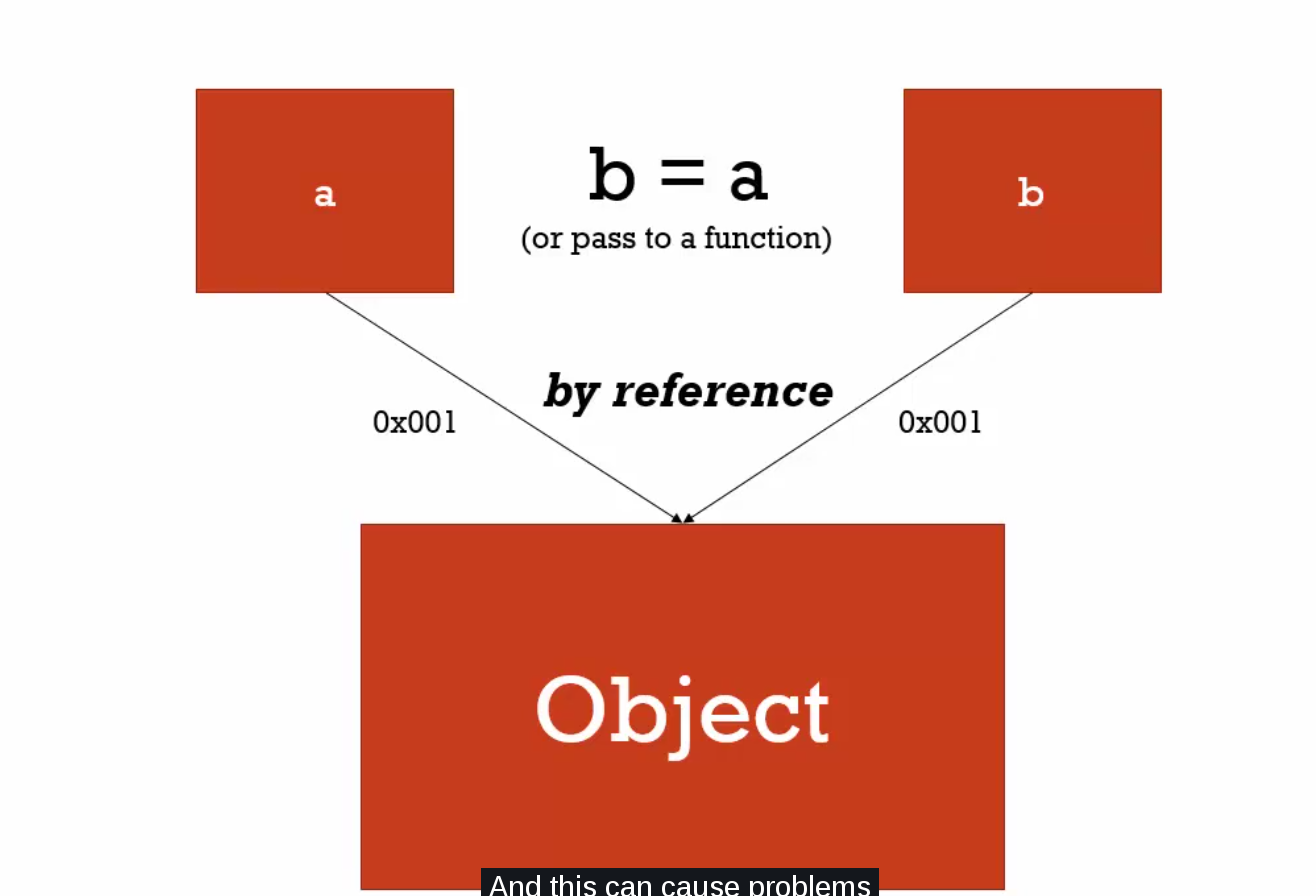 a
b = a
(or pass to a function)
b
by reference
0x001
0x001
Object
And this can cause problems